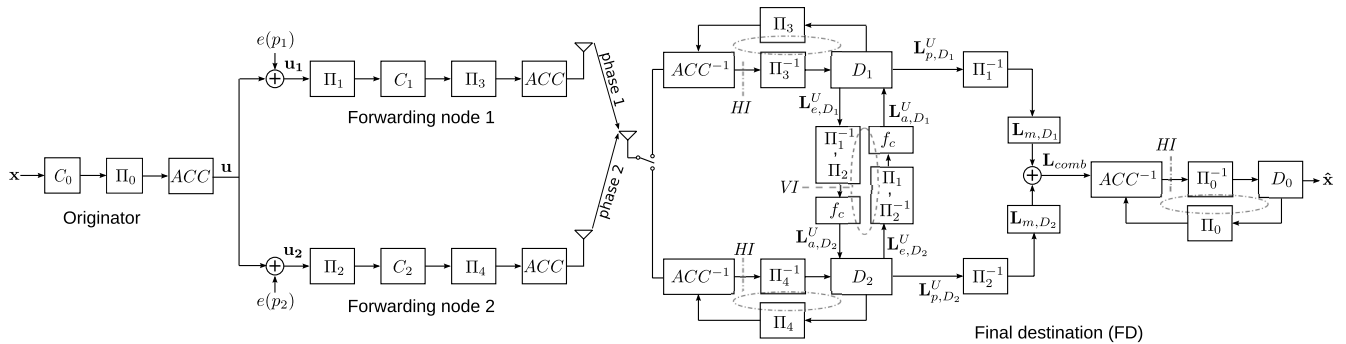 x
C₀
Π₀
ACC
u
Originator
e(p₁)
u₁
Π₁
C₁
Π₃
ACC
Forwarding node 1
e(p₂)
u₂
Π₂
C₂
Π₄
ACC
Forwarding node 2
phase 1
phase 2
Π₃
ACC⁻¹
HI
Π₃⁻¹
D₁
L^U_{p,D₁}
Π₁⁻¹
L^U_{e,D₁}
L^U_{a,D₁}
Π₁⁻¹
,
Π₂
f_c
VI
f_c
Π₁
,
Π₂⁻¹
L^U_{a,D₂}
L^U_{e,D₂}
ACC⁻¹
HI
Π₄⁻¹
D₂
L^U_{p,D₂}
Π₂⁻¹
Π₄
L_{m,D₁}
L_{comb}
L_{m,D₂}
ACC⁻¹
HI
Π₀⁻¹
D₀
x̂
Π₀
Final destination (FD)